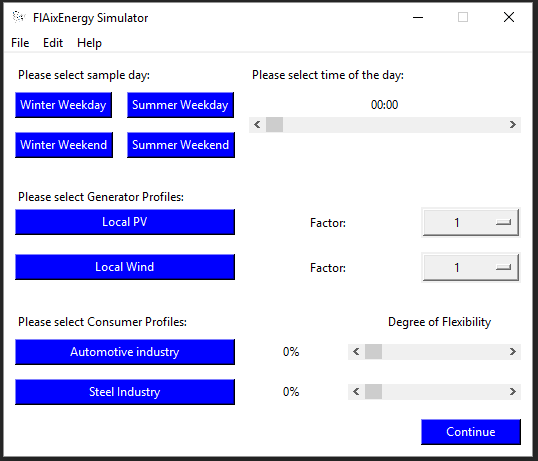 FlAixEnergy Simulator
File Edit Help
Please select sample day: Please select time of the day:
Winter Weekday Summer Weekday 00:00
Winter Weekend Summer Weekend
Please select Generator Profiles:
Local PV Factor: 1
Local Wind Factor: 1
Please select Consumer Profiles: Degree of Flexibility
Automotive industry 0%
Steel Industry 0%
Continue